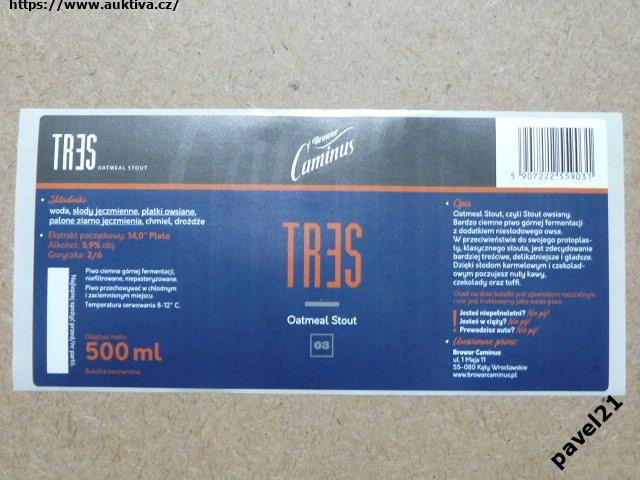 https://www.auktiva.cz/
TRES
OATMEAL STOUT
Browar
Caminus
5 907222 559031
• Składniki
woda, słody jęczmienne, płatki owsiane,
palone ziarno jęczmienia, chmiel, drożdże
• Ekstrakt początkowy: 14,0° Plato
Alkohol: 5,9% obj.
Goryczka: 2/6
Piwo ciemne górnej fermentacji,
niefiltrowane, niepasteryzowane.
Piwo przechowywać w chłodnym
i zaciemnionym miejscu.
Temperatura serwowania 8-12° C.
Najlepiej spożyć przed/nr partii.
Objętość netto:
500 ml
Butelka bezzwrotna
TRES
Oatmeal Stout
03
• Opis
Oatmeal Stout, czyli Stout owsiany.
Bardzo ciemne piwo górnej fermentacji
z dodatkiem niesłodowego owsa.
W przeciwieństwie do swojego protoplas-
ty, klasycznego stouta, jest zdecydowanie
bardziej treściwe, delikatniejsze i gładsze.
Dzięki słodom karmelowym i czekolad-
owym poczujesz nuty kawy,
czekolady oraz toffi.
Osad na dnie butelki jest zjawiskiem naturalnym
i nie jest traktowany jako wada piwa.
! Jesteś niepełnoletni? Nie pij!
Jesteś w ciąży? Nie pij!
Prowadzisz auto? Nie pij!
• Uwarzone przez:
Browar Caminus
ul. 1 Maja 11
55-080 Kąty Wrocławskie
www.browarcaminus.pl
pavel21